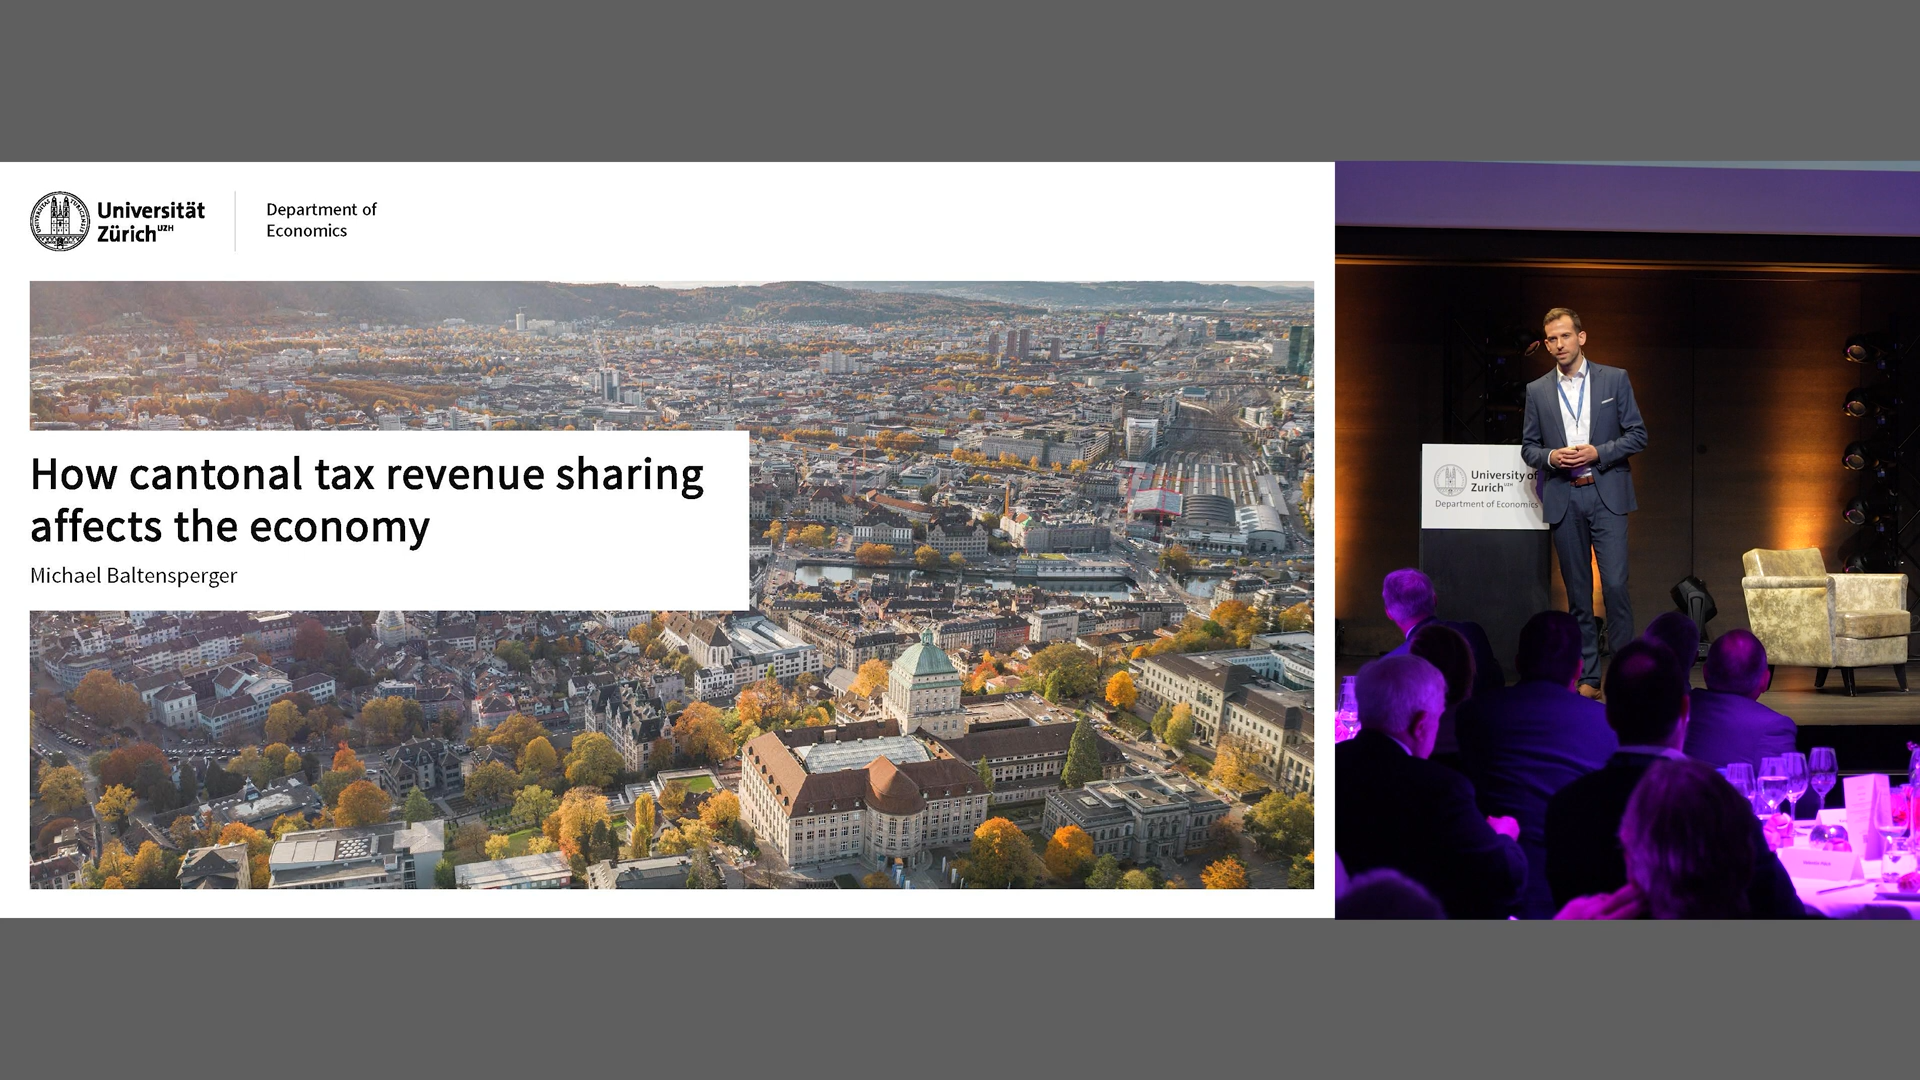 Universität
Zürich UZH
Department of
Economics
How cantonal tax revenue sharing
affects the economy
Michael Baltensperger
University of
Zurich UZH
Department of Economics